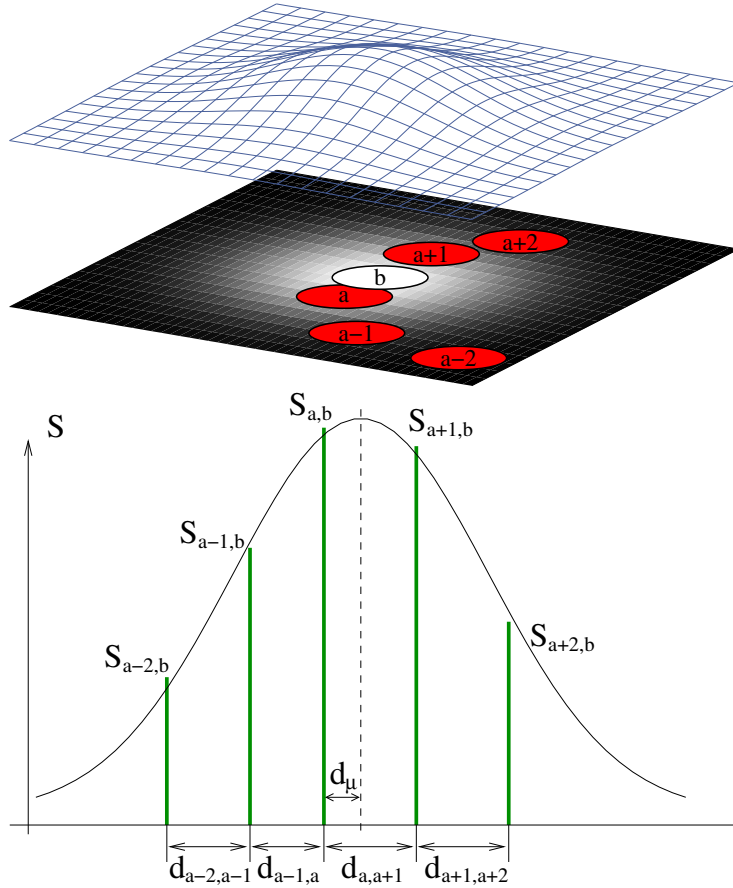 a+2
a+1
b
a
a−1
a−2
S
S_{a,b}
S_{a+1,b}
S_{a−1,b}
S_{a+2,b}
S_{a−2,b}
d_μ
d_{a−2,a−1} d_{a−1,a} d_{a,a+1} d_{a+1,a+2}